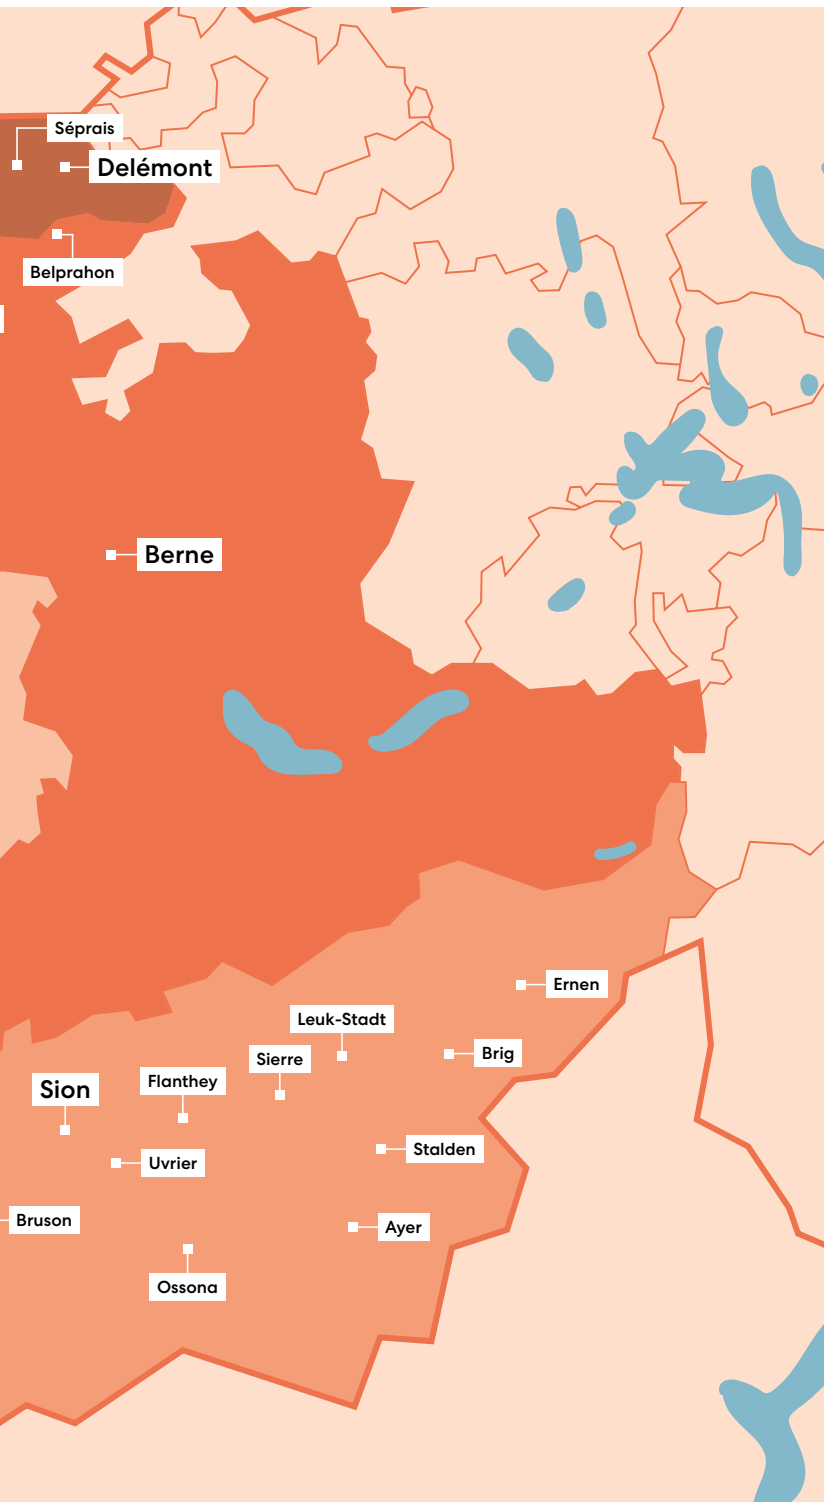 Séprais
Delémont
Belprahon
Berne
Ernen
Leuk-Stadt
Brig
Sierre
Flanthey
Sion
Stalden
Uvrier
Bruson
Ayer
Ossona